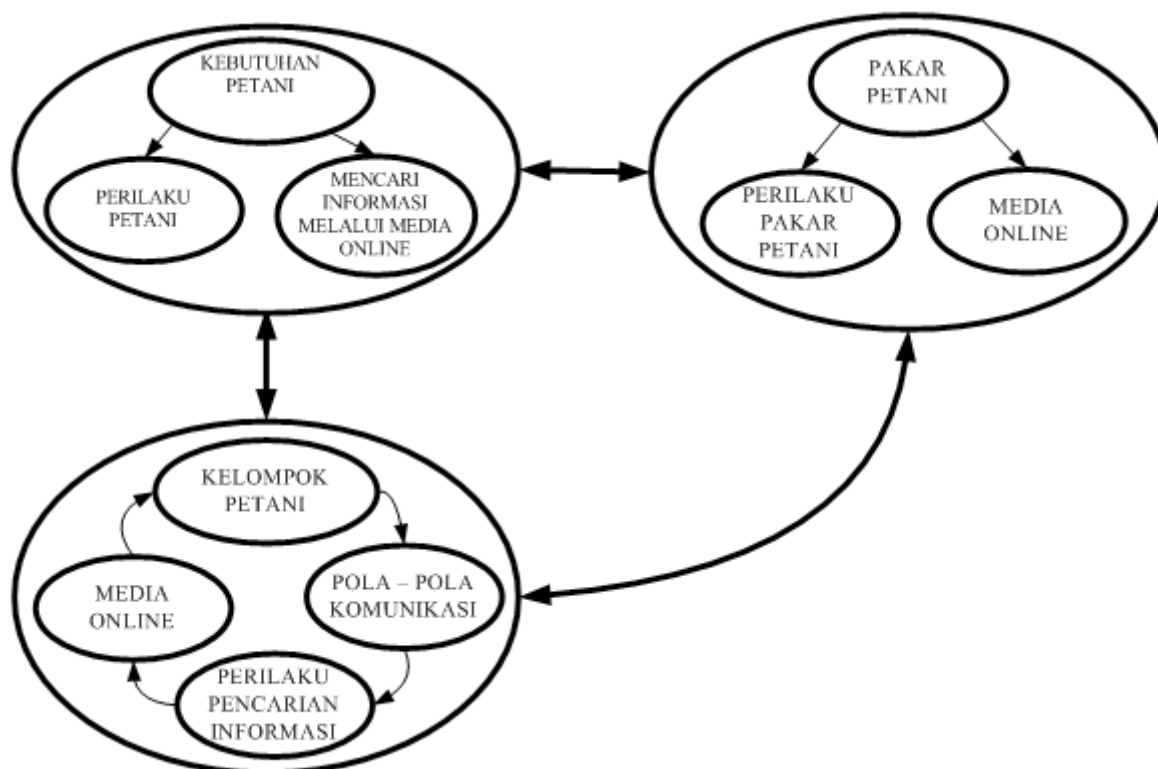 KEBUTUHAN
PETANI
PERILAKU
PETANI
MENCARI
INFORMASI
MELALUI MEDIA
ONLINE
PAKAR
PETANI
PERILAKU
PAKAR
PETANI
MEDIA
ONLINE
KELOMPOK
PETANI
MEDIA
ONLINE
POLA – POLA
KOMUNIKASI
PERILAKU
PENCARIAN
INFORMASI